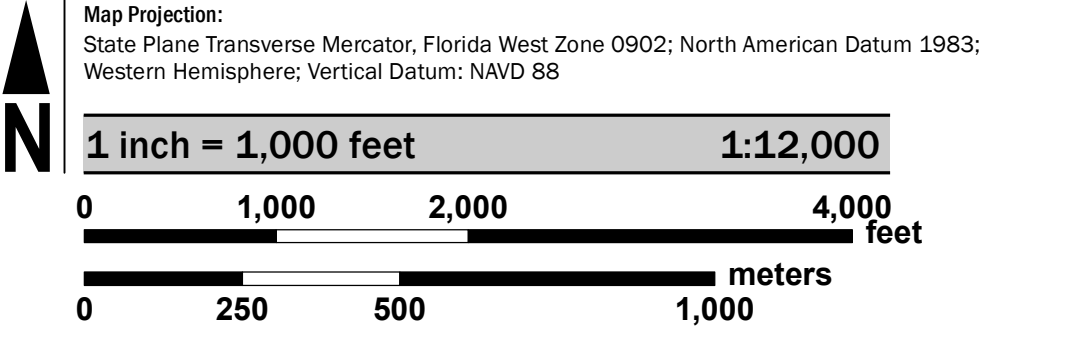 Map Projection:
State Plane Transverse Mercator, Florida West Zone 0902; North American Datum 1983;
Western Hemisphere; Vertical Datum: NAVD 88
N
1 inch = 1,000 feet 1:12,000
0 1,000 2,000 4,000
feet
meters
0 250 500 1,000